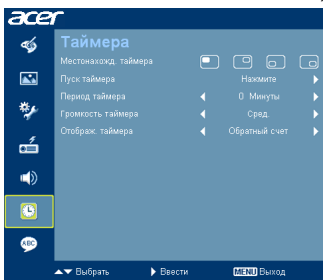 acer
Таймера
Местонахожд. таймера
Пуск таймера Нажмите
Период таймера 0 Минуты
Громкость таймера Сред.
Отображ. таймера Обратный счет
ABC
Выбрать Ввести MENU Выход